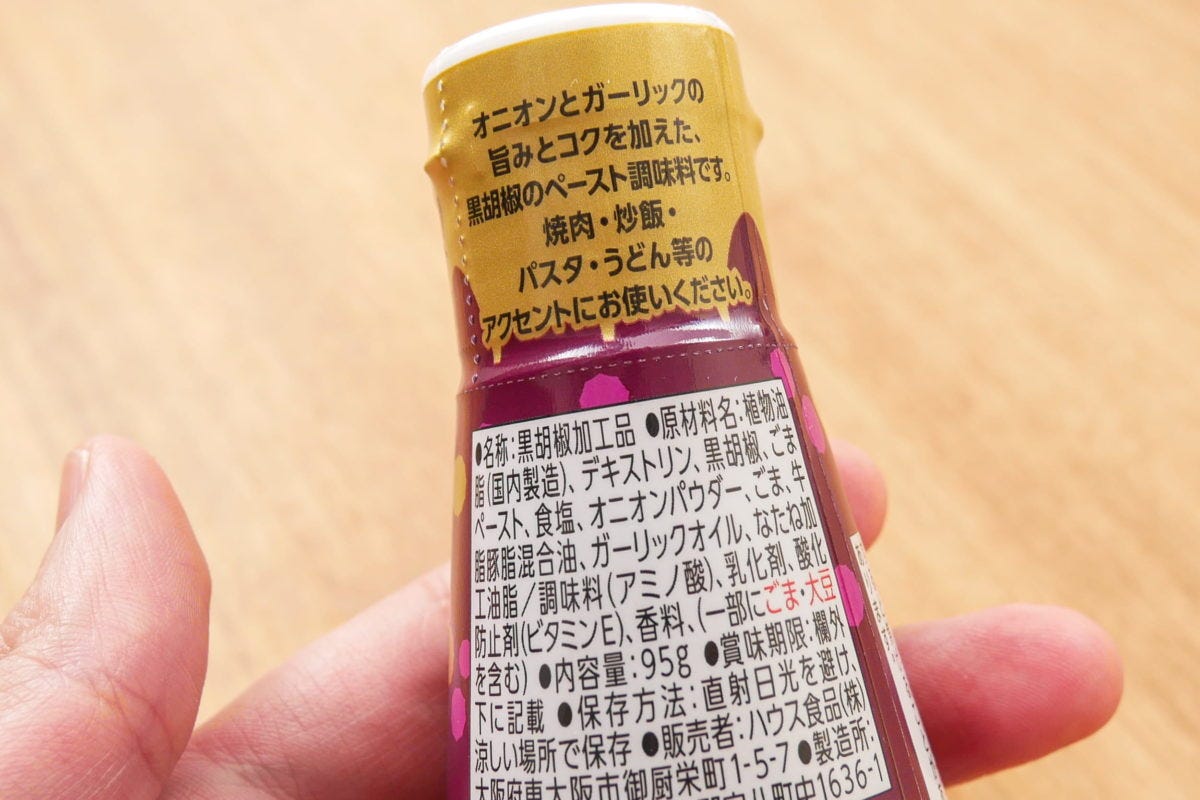 オニオンとガーリックの
旨みとコクを加えた、
黒胡椒のペースト調味料です。
焼肉・炒飯・
パスタ・うどん等の
アクセントにお使いください。
●名称:黒胡椒加工品 ●原材料名:植物油
脂(国内製造)、デキストリン、黒胡椒、ごま
ペースト、食塩、オニオンパウダー、ごま、牛
脂豚脂混合油、ガーリックオイル、なたね加
工油脂/調味料(アミノ酸)、乳化剤、酸化
防止剤(ビタミンE)、香料、(一部にごま・大豆
を含む) ●内容量:95g ●賞味期限:欄外
下に記載 ●保存方法:直射日光を避け、
涼しい場所で保存 ●販売者:ハウス食品(株)
大阪府東大阪市御厨栄町1-5-7 ●製造所:
町中1636-1